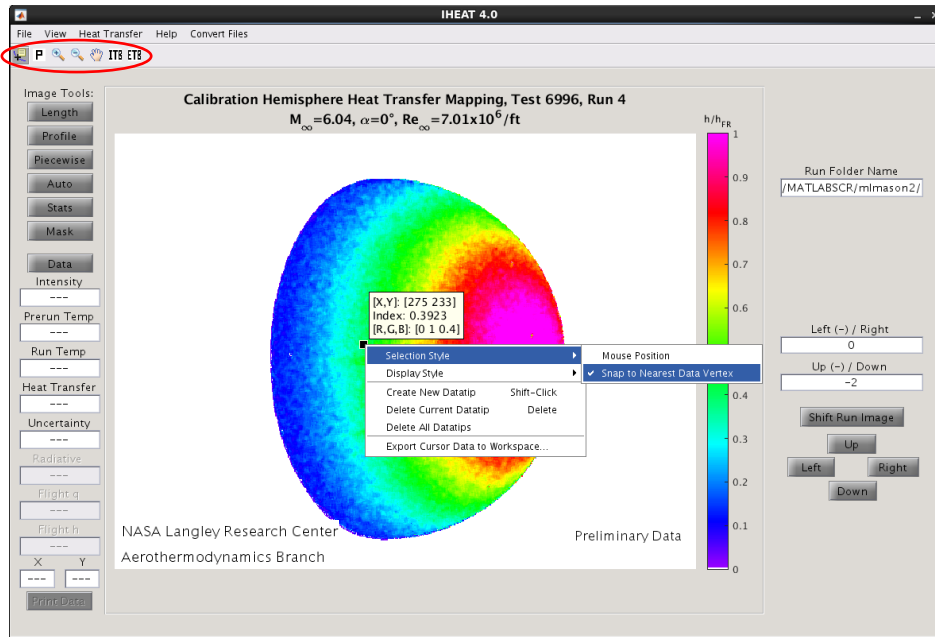 IHEAT 4.0
File View Heat Transfer Help Convert Files
P ITB ETB
Image Tools:
Length
Profile
Piecewise
Auto
Stats
Mask
Data
Intensity
---
Prerun Temp
---
Run Temp
---
Heat Transfer
---
Uncertainty
---
Radiative
---
Flight q
---
Flight h
---
X Y
--- ---
Print Data
Calibration Hemisphere Heat Transfer Mapping, Test 6996, Run 4
M∞=6.04, α=0°, Re∞=7.01x10⁶/ft
h/hFR
1
0.9
0.8
0.7
0.6
0.4
0.3
0.2
0.1
0
[X,Y]: [275 233]
Index: 0.3923
[R,G,B]: [0 1 0.4]
Selection Style
Display Style
Create New Datatip Shift-Click
Delete Current Datatip Delete
Delete All Datatips
Export Cursor Data to Workspace...
Mouse Position
✓ Snap to Nearest Data Vertex
NASA Langley Research Center
Aerothermodynamics Branch
Preliminary Data
Run Folder Name
/MATLABSCR/mlmason2/
Left (-) / Right
0
Up (-) / Down
-2
Shift Run Image
Up
Left Right
Down